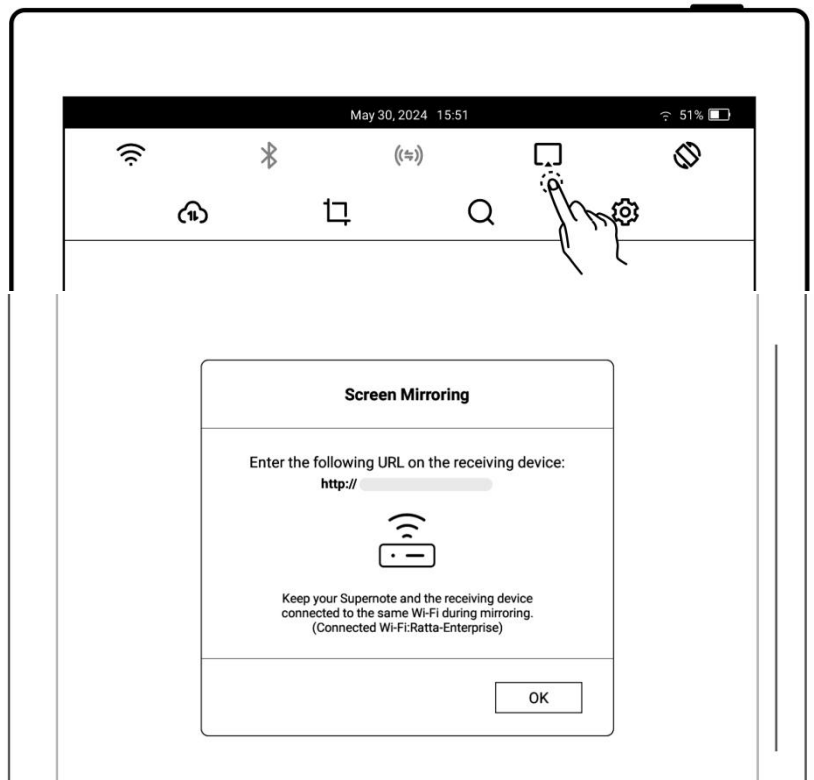 May 30, 2024 15:51
51%
Screen Mirroring
Enter the following URL on the receiving device:
http://
Keep your Supernote and the receiving device
connected to the same Wi-Fi during mirroring.
(Connected Wi-Fi:Ratta-Enterprise)
OK